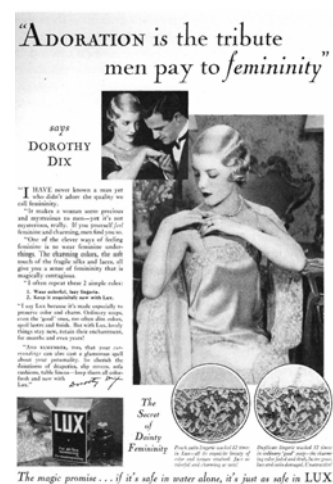 "ADORATION is the tribute
men pay to femininity"
says
DOROTHY
DIX
"I HAVE never known a man yet
who didn't adore the quality we
call femininity.
"It makes a woman seem precious
and mysterious to men—yet it's not
mysterious, really. If you yourself feel
feminine and charming, men find you so.
"One of the clever ways of feeling
feminine is to wear feminine under-
things. The charming colors, the soft
touch of the fragile silks and laces, all
give you a sense of femininity that is
magically contagious.
"I often repeat these 2 simple rules:
1. Wear colorful, lacy lingerie.
2. Keep it exquisitely new with Lux.
"I say Lux because it's made especially to
preserve color and charm. Ordinary soaps,
even the 'good' ones, too often dim colors,
spoil lustre and finish. But with Lux, lovely
things stay new, retain their enchantment,
for months and even years!
"AND REMEMBER, too, that your sur-
roundings can also cast a glamorous spell
about your personality. So cherish the
daintiness of draperies, slip covers, sofa
cushions, table linens—keep them all color-
fresh and new with
Lux."
Dorothy Dix
LUX
The
Secret
of
Dainty
Femininity
The magic promise . . . if it's safe in water alone, it's just as safe in LUX